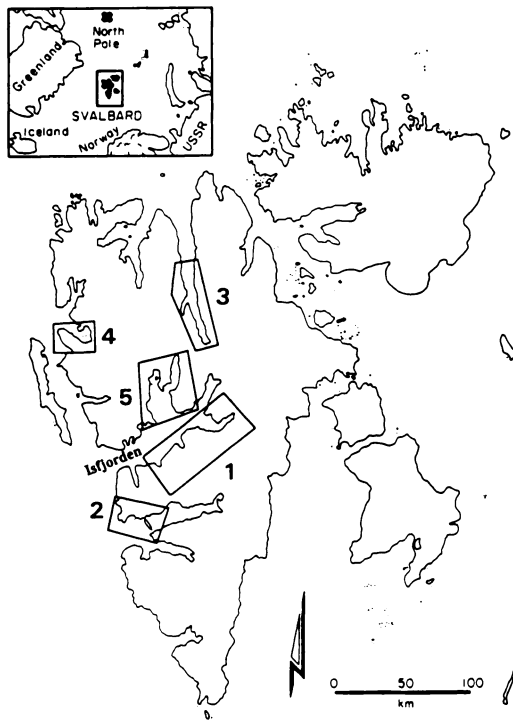 North
Pole
Greenland
SVALBARD
Iceland
Norway
USSR
3
4
5
Isfjorden
1
2
0 50 100
km